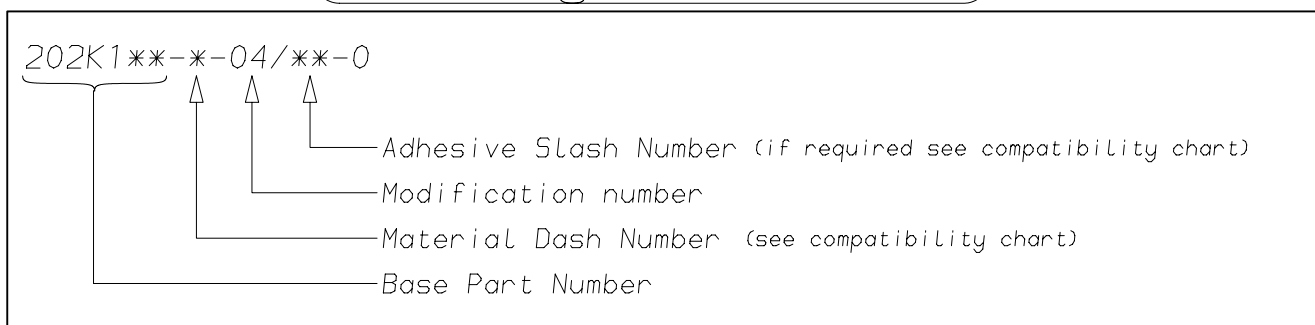 202K1**-*-04/**-0
Adhesive Slash Number (if required see compatibility chart)
Modification number
Material Dash Number (see compatibility chart)
Base Part Number